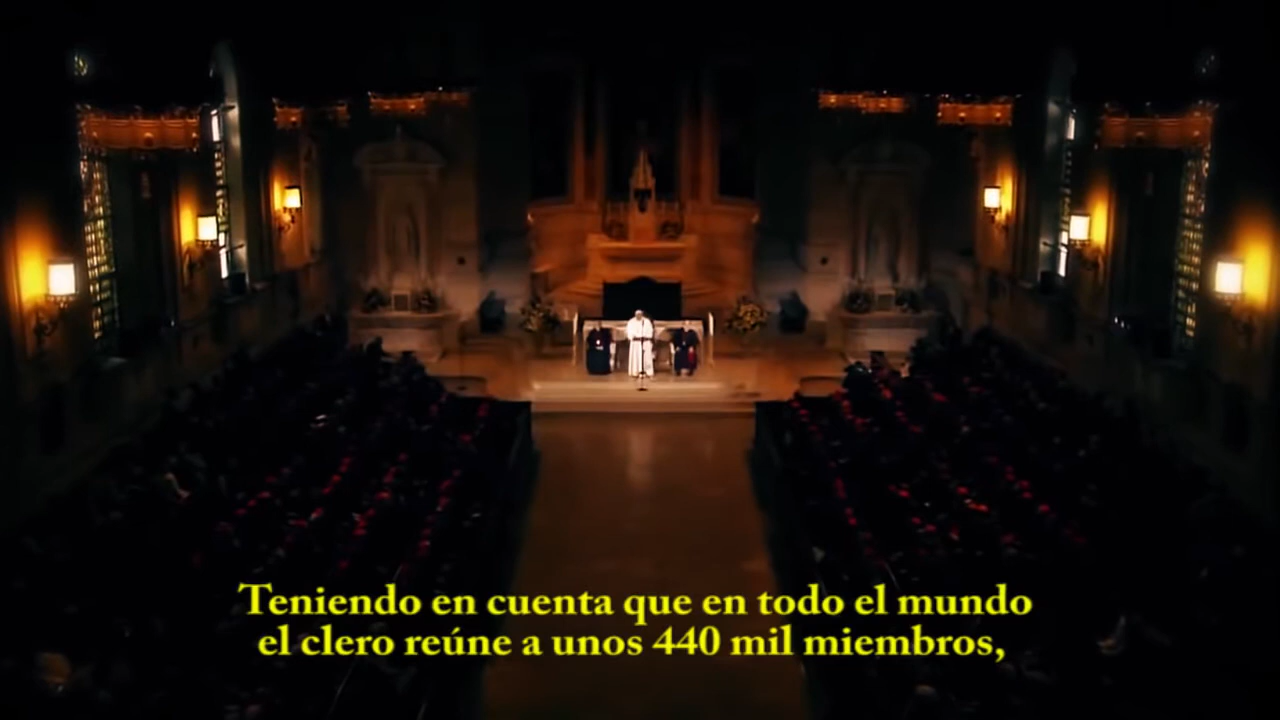 Teniendo en cuenta que en todo el mundo
el clero reúne a unos 440 mil miembros,